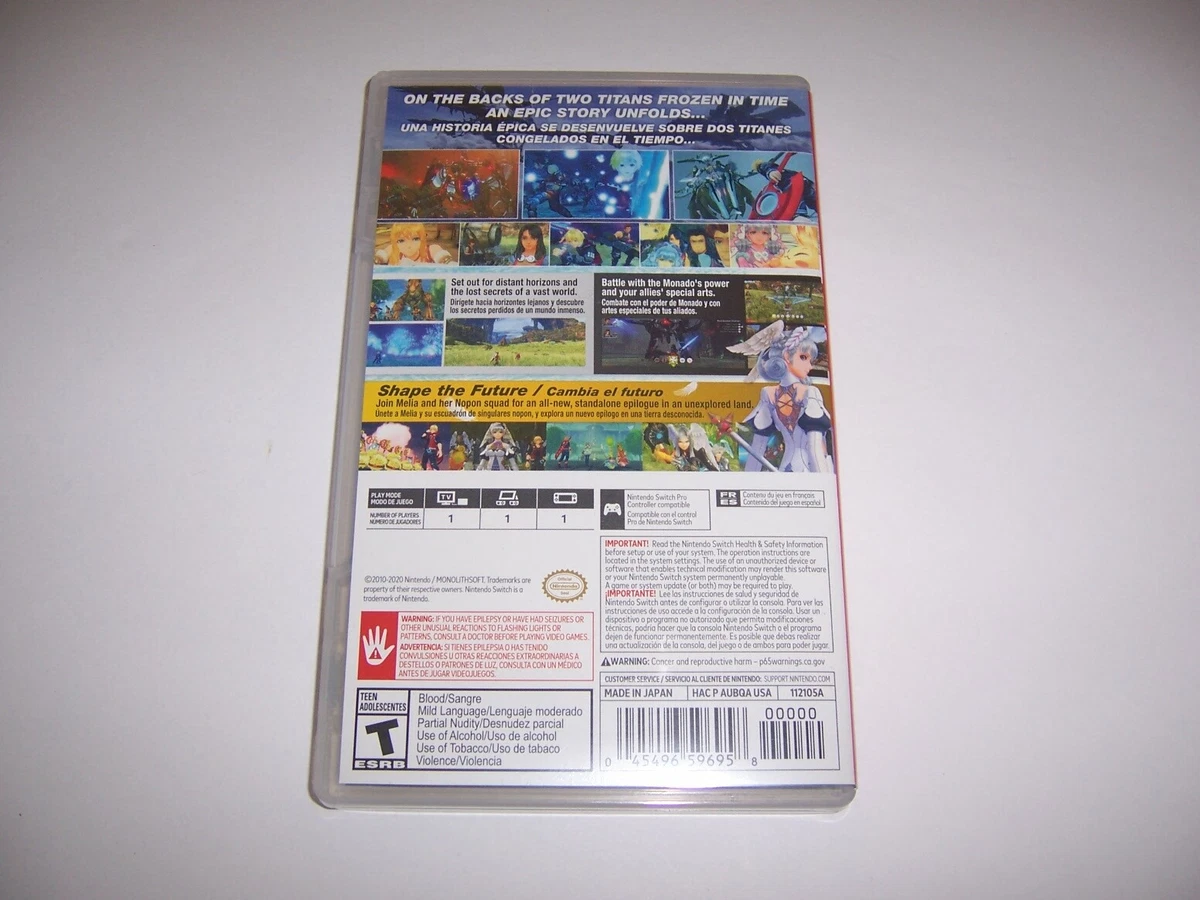 ON THE BACKS OF TWO TITANS FROZEN IN TIME
AN EPIC STORY UNFOLDS...
UNA HISTORIA ÉPICA SE DESENVUELVE SOBRE DOS TITANES
CONGELADOS EN EL TIEMPO...
Set out for distant horizons and
the lost secrets of a vast world.
Dirígete hacia horizontes lejanos y descubre
los secretos perdidos de un mundo inmenso.
Battle with the Monado's power
and your allies' special arts.
Combate con el poder de Monado y con
artes especiales de tus aliados.
Shape the Future / Cambia el futuro
Join Melia and her Nopon squad for an all-new, standalone epilogue in an unexplored land.
Únete a Melia y su escuadrón de singulares nopon, y explora un nuevo epílogo en una tierra desconocida.
PLAY MODE
MODO DE JUEGO
TV
NUMBER OF PLAYERS
NÚMERO DE JUGADORES
1 1 1
Nintendo Switch Pro
Controller compatible
Compatible con el control
Pro de Nintendo Switch
FR
ES
Contenu du jeu en français
Contenido del juego en español
©2010-2020 Nintendo / MONOLITHSOFT. Trademarks are
property of their respective owners. Nintendo Switch is a
trademark of Nintendo.
Official
Nintendo
Seal
IMPORTANT! Read the Nintendo Switch Health & Safety Information
before setup or use of your system. The operation instructions are
located in the system settings. The use of an unauthorized device or
software that enables technical modification may render this software
or your Nintendo Switch system permanently unplayable.
A game or system update (or both) may be required to play.
¡IMPORTANTE! Lee las instrucciones de salud y seguridad de
Nintendo Switch antes de configurar o utilizar la consola. Para ver las
instrucciones de uso accede a la configuración de la consola. Usar un
dispositivo o programa no autorizado que permita modificaciones
técnicas, podría hacer que la consola Nintendo Switch o el programa
dejen de funcionar permanentemente. Es posible que debas realizar
una actualización de la consola, del juego o de ambos para poder jugar.
WARNING: IF YOU HAVE EPILEPSY OR HAVE HAD SEIZURES OR
OTHER UNUSUAL REACTIONS TO FLASHING LIGHTS OR
PATTERNS, CONSULT A DOCTOR BEFORE PLAYING VIDEO GAMES.
ADVERTENCIA: SI TIENES EPILEPSIA O HAS TENIDO
CONVULSIONES U OTRAS REACCIONES EXTRAORDINARIAS A
DESTELLOS O PATRONES DE LUZ, CONSULTA CON UN MÉDICO
ANTES DE JUGAR VIDEOJUEGOS.
WARNING: Cancer and reproductive harm – p65warnings.ca.gov
CUSTOMER SERVICE / SERVICIO AL CLIENTE DE NINTENDO: SUPPORT.NINTENDO.COM
MADE IN JAPAN HAC P AUBQA USA 112105A
TEEN
ADOLESCENTES
T
ESRB
Blood/Sangre
Mild Language/Lenguaje moderado
Partial Nudity/Desnudez parcial
Use of Alcohol/Uso de alcohol
Use of Tobacco/Uso de tabaco
Violence/Violencia
00000
0 45496 59695 8